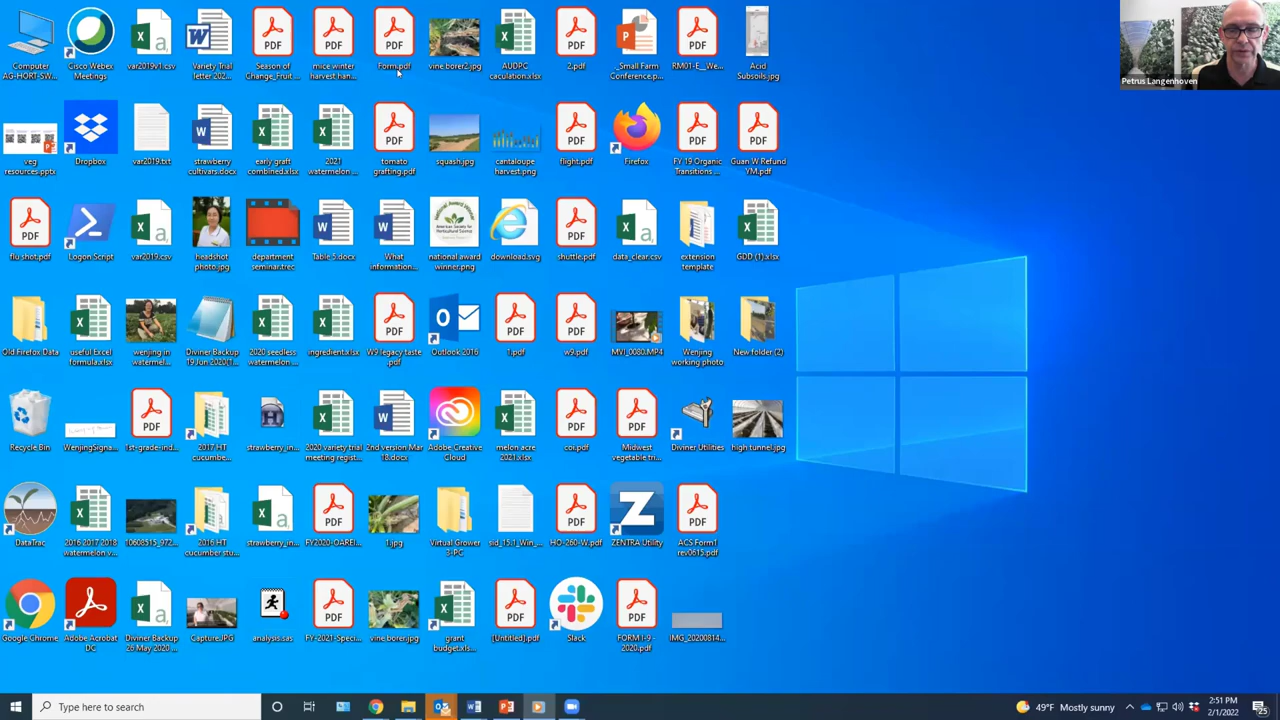 Computer
AG-HORT-SW...
Cisco Webex
Meetings
var2019v1.csv
Variety Trial
letter 202...
Season of
Change_Fruit ...
mice winter
harvest han...
Form.pdf
vine borer2.jpg
AUDPC
caculation.xlsx
2.pdf
._Small Farm
Conference.p...
RM01-E__We...
Acid
Subsoils.jpg
Petrus Langenhoven
veg
resources.pptx
Dropbox
var2019.txt
strawberry
cultivars.docx
early graft
combined.xlsx
2021
watermelon ...
tomato
grafting.pdf
squash.jpg
cantaloupe
harvest.png
flight.pdf
Firefox
FY 19 Organic
Transitions ...
Guan W Refund
YM.pdf
flu shot.pdf
Logon Script
var2019.csv
headshot
photo.jpg
department
seminar.trec
Table 5.docx
What
information...
national award
winner.png
download.svg
shuttle.pdf
data_clear.csv
extension
template
GDD (1).xlsx
Old Firefox Data
useful Excel
formula.xlsx
wenjing in
watermel...
Diviner Backup
19 Jun 2020(1...
2020 seedless
watermelon ...
ingredient.xlsx
W9 legacy taste
.pdf
Outlook 2016
1.pdf
w9.pdf
MVI_0080.MP4
Wenjing
working photo
New folder (2)
Recycle Bin
WenjingSigna...
1st-grade-ind...
2017 HT
cucumbe...
strawberry_in...
2020 variety trial
meeting regist...
2nd version Mar
18.docx
Adobe Creative
Cloud
melon acre
2021.xlsx
coi.pdf
Midwest
vegetable tri...
Diviner Utilities
high tunnel.jpg
DataTrac
2016 2017 2018
watermelon v...
10608515_972...
2016 HT
cucumber stu...
strawberry_in...
FY2020-OAREI...
1.jpg
Virtual Grower
3-PC
sid_15.1_Win_...
HO-260-W.pdf
ZENTRA Utility
ACS Form1
rev0615.pdf
Google Chrome
Adobe Acrobat
DC
Diviner Backup
26 May 2020 ...
Capture.JPG
analysis.sas
FY-2021-Speci...
vine borer.jpg
grant
budget.xls...
[Untitled].pdf
Slack
FORM I-9 -
2020.pdf
IMG_20200814...
Type here to search
49°F Mostly sunny
2:51 PM
2/1/2022
25